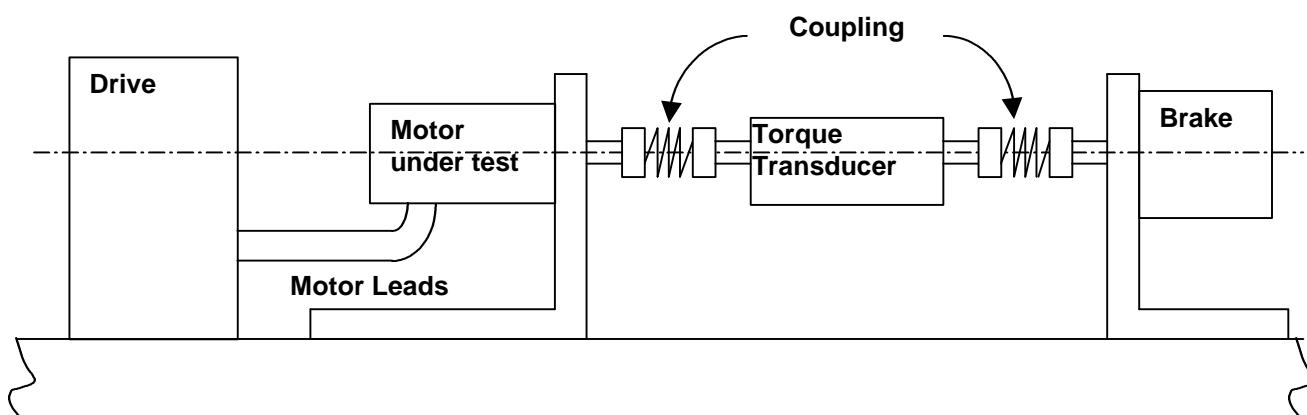 Coupling
Drive
Motor
under test
Torque
Transducer
Brake
Motor Leads